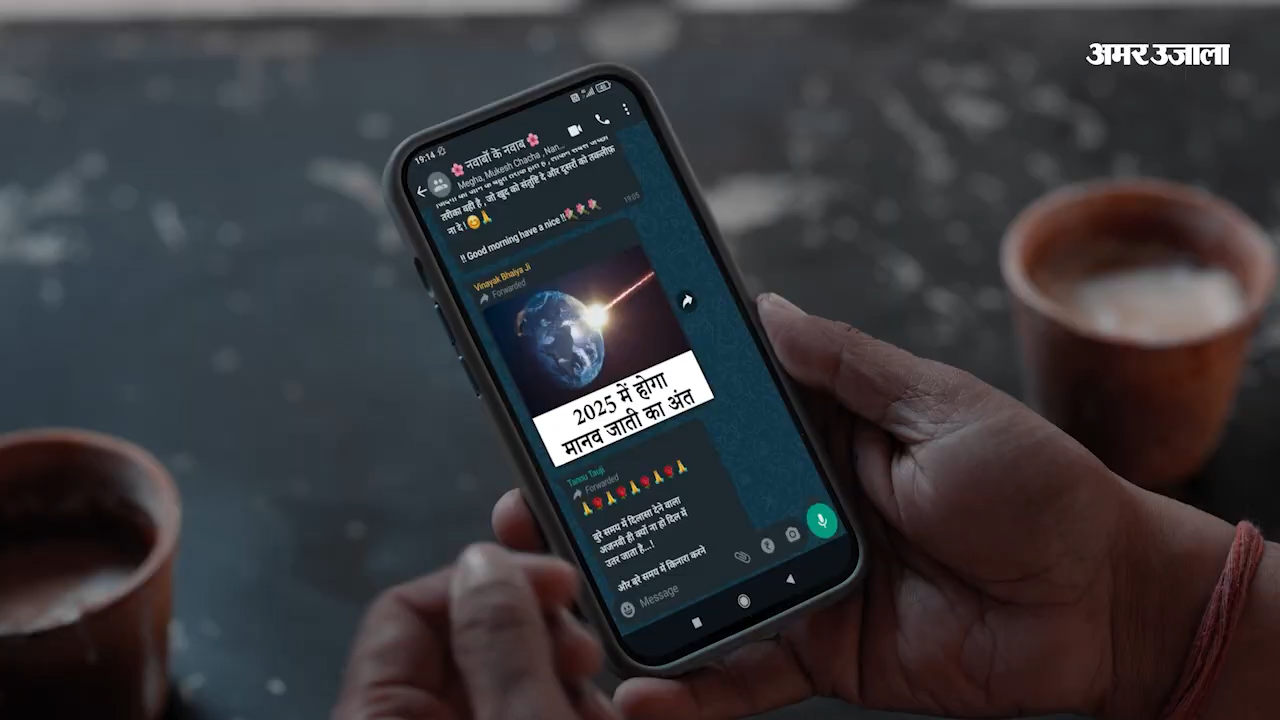 अमर उजाला
19:14
🌸 नवाबों के नवाब 🌸
Megha, Mukesh Chacha , Nan...
तरीका वही है , जो खुद को संतुष्टि दे और दूसरों को तकलीफ़
ना दे ! 😊🙏
!! Good morning have a nice !!💐💐💐
19:05
Vinayak Bhaiya Ji
Forwarded
2025 में होगा
मानव जाती का अंत
Tannu Tauji
Forwarded
🙏🌹🙏🌹🙏🌹🙏🌹🙏
बुरे समय में दिलासा देने वाला
अजनबी ही क्यों ना हो दिल में
उतर जाता है...!
और बुरे समय में किनारा करने
Message